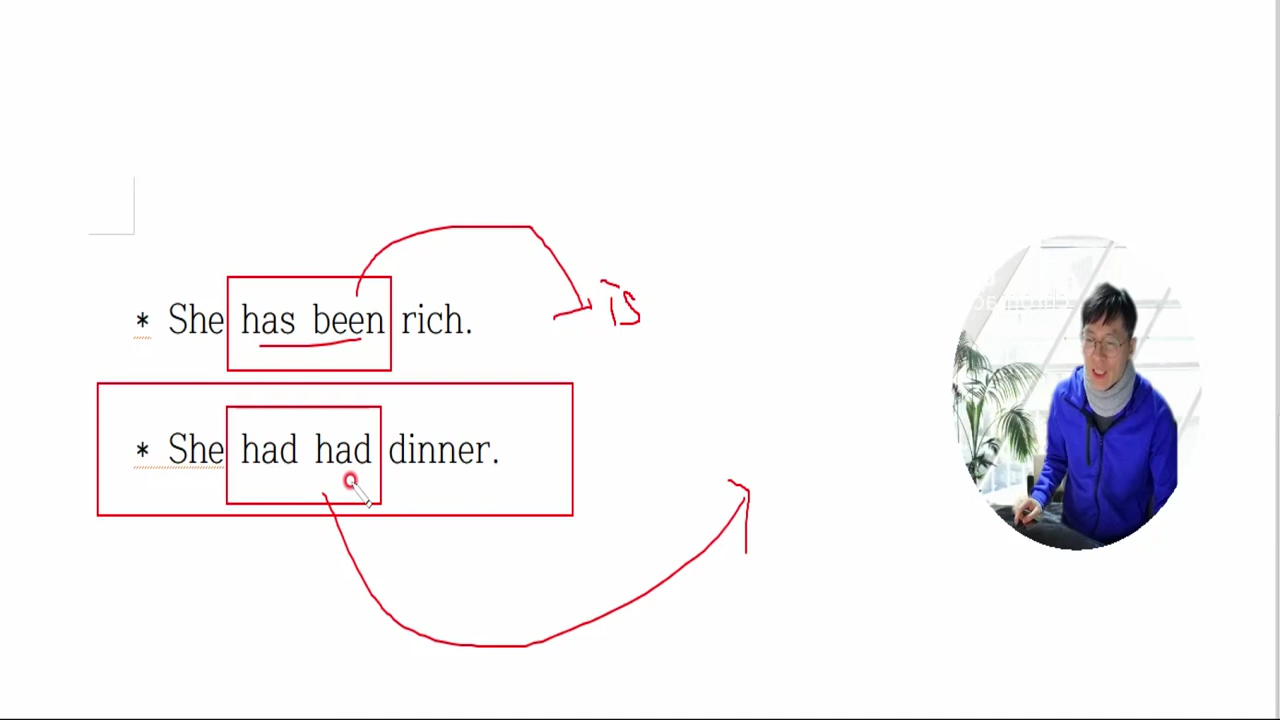 * She has been rich.
is
* She had had dinner.